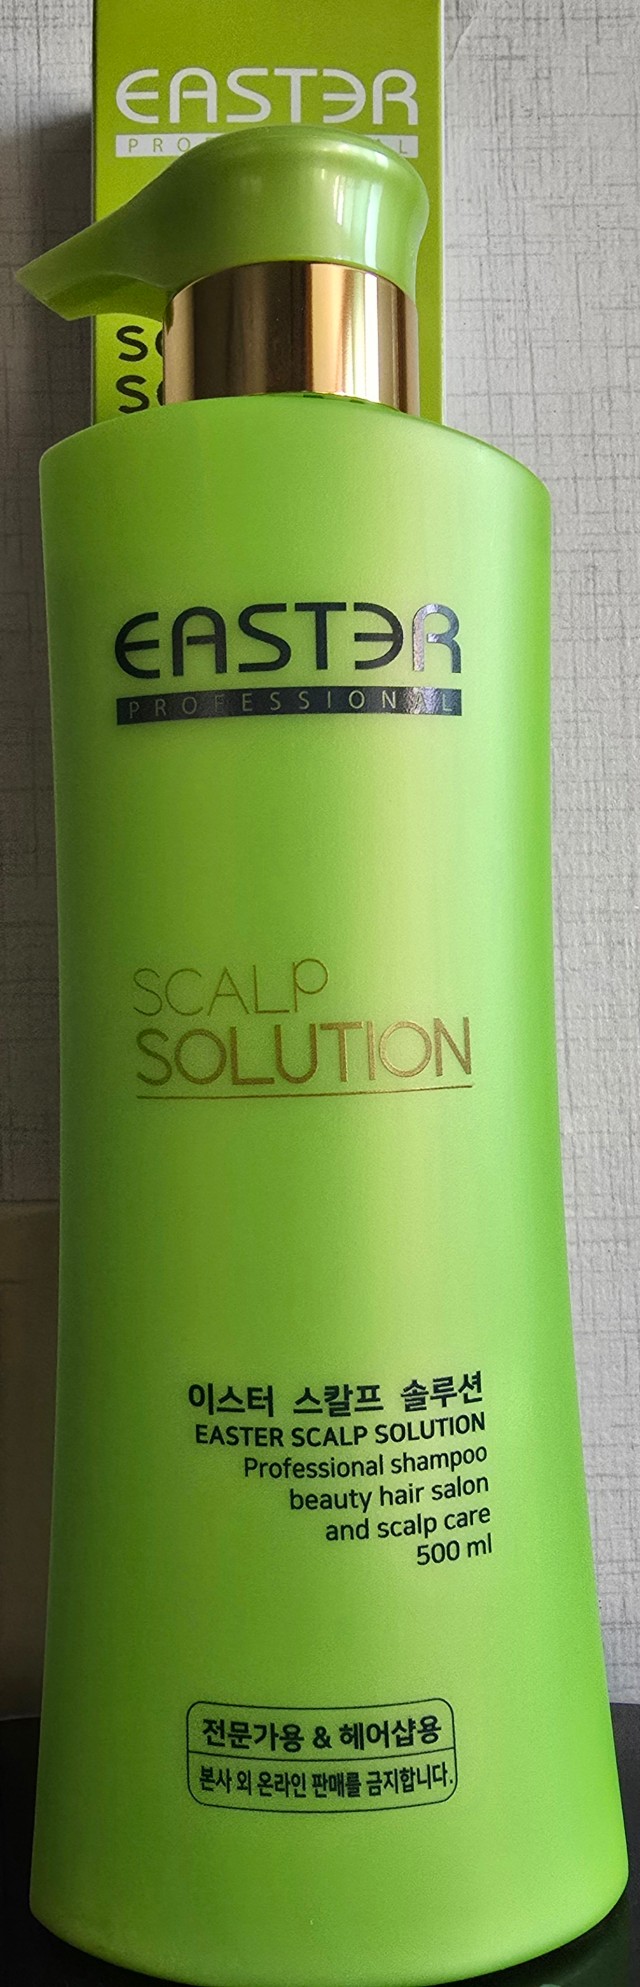 EASTER
EASTER
PROFESSIONAL
SCALP
SOLUTION
이스터 스칼프 솔루션
EASTER SCALP SOLUTION
Professional shampoo
beauty hair salon
and scalp care
500 ml
전문가용 & 헤어샵용
본사 외 온라인 판매를 금지합니다.